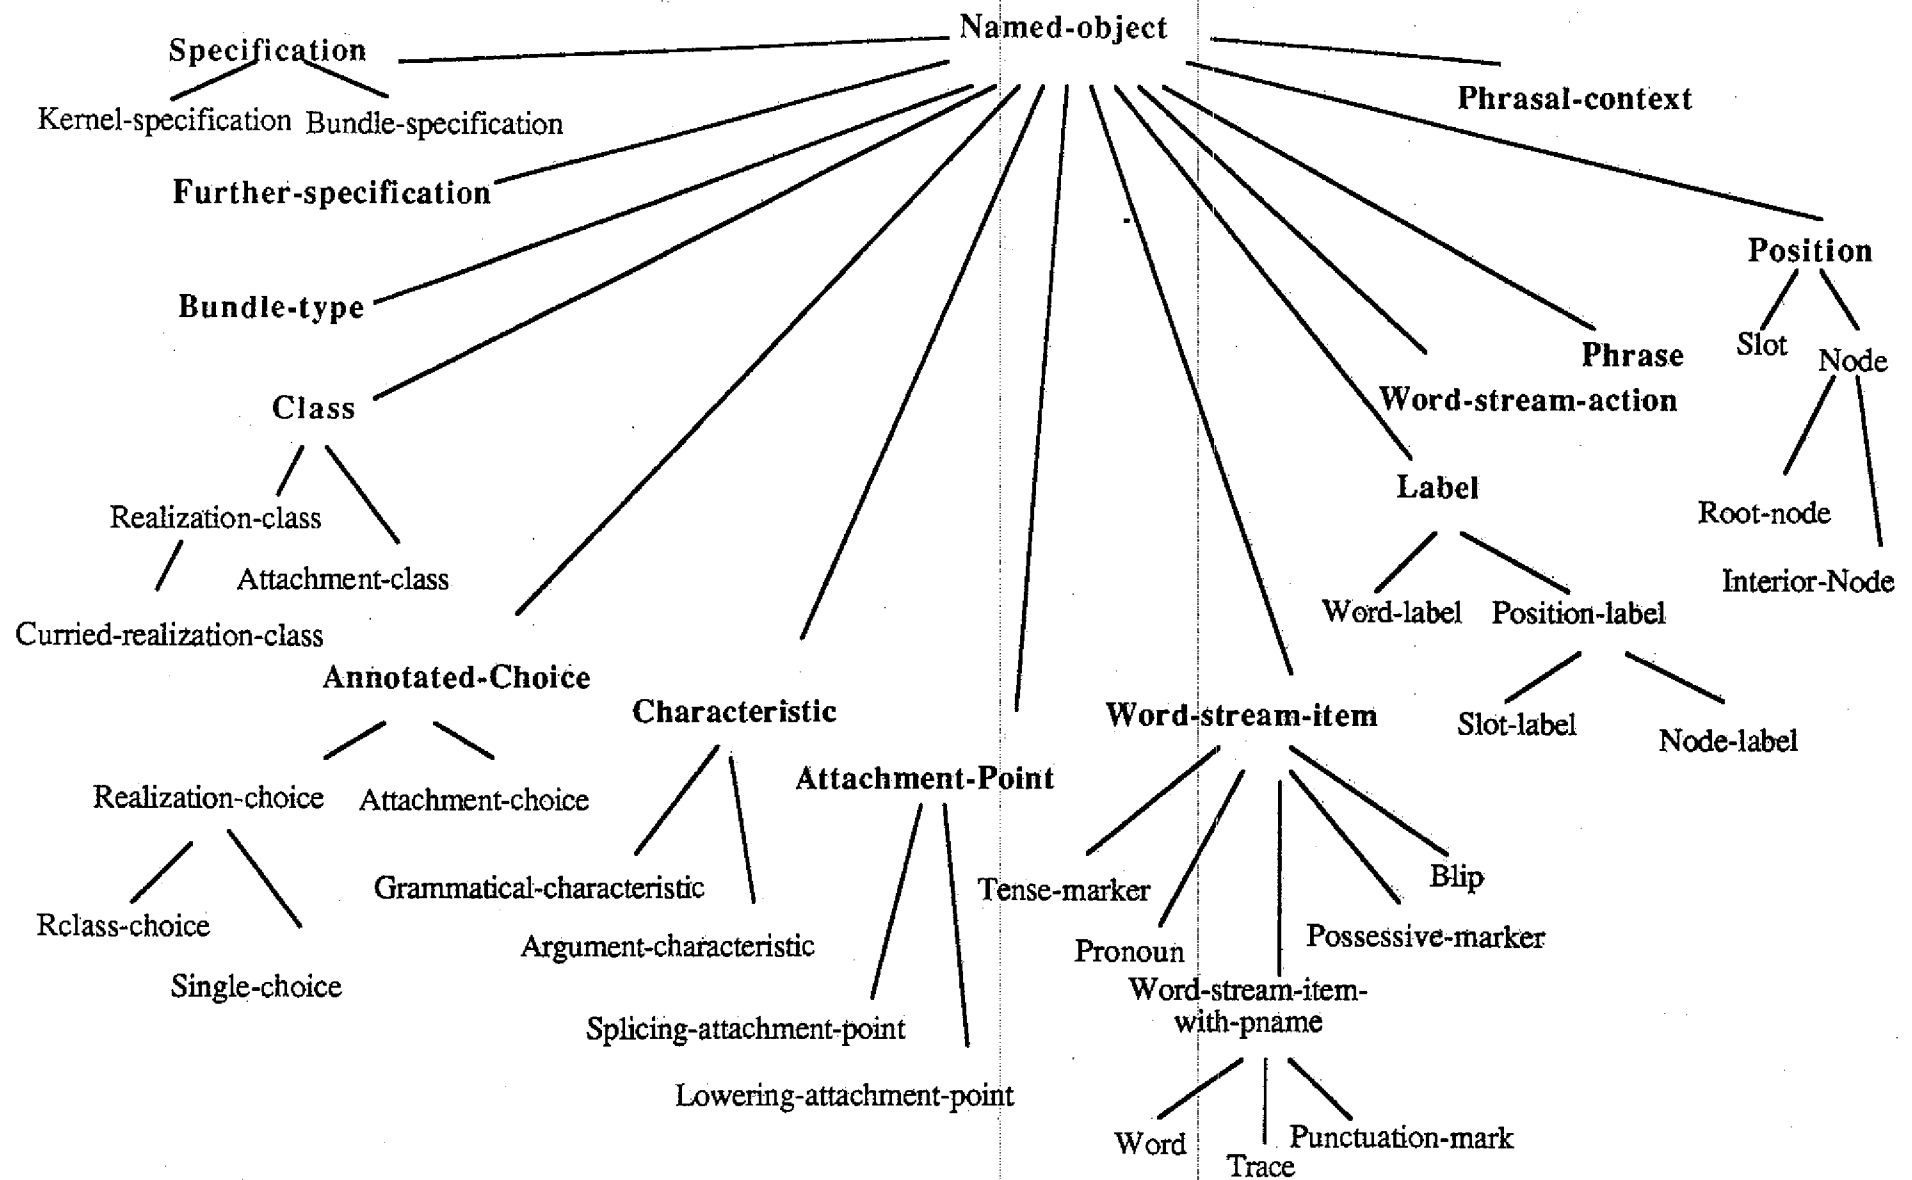 Named-object
Specification
Kernel-specification Bundle-specification
Phrasal-context
Further-specification
Position
Bundle-type
Slot
Node
Phrase
Class
Word-stream-action
Label
Realization-class
Root-node
Attachment-class
Interior-Node
Curried-realization-class
Word-label Position-label
Annotated-Choice
Characteristic
Word-stream-item
Slot-label
Node-label
Attachment-Point
Realization-choice Attachment-choice
Grammatical-characteristic
Tense-marker
Blip
Rclass-choice
Argument-characteristic
Pronoun
Possessive-marker
Single-choice
Word-stream-item-
with-pname
Splicing-attachment-point
Lowering-attachment-point
Word
Trace
Punctuation-mark